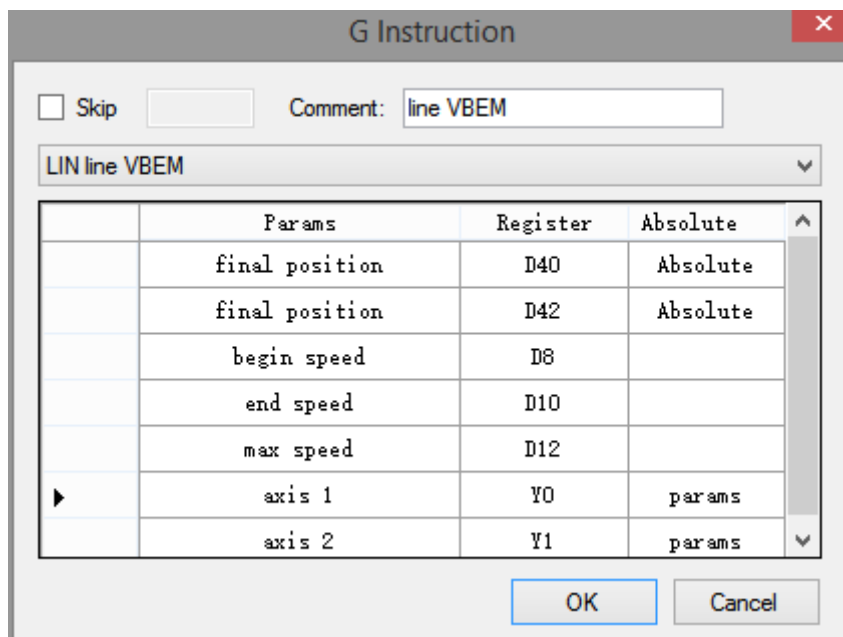 G Instruction
Skip Comment: line VBEM
LIN line VBEM
Params Register Absolute
final position D40 Absolute
final position D42 Absolute
begin speed D8
end speed D10
max speed D12
axis 1 Y0 params
axis 2 Y1 params
OK Cancel